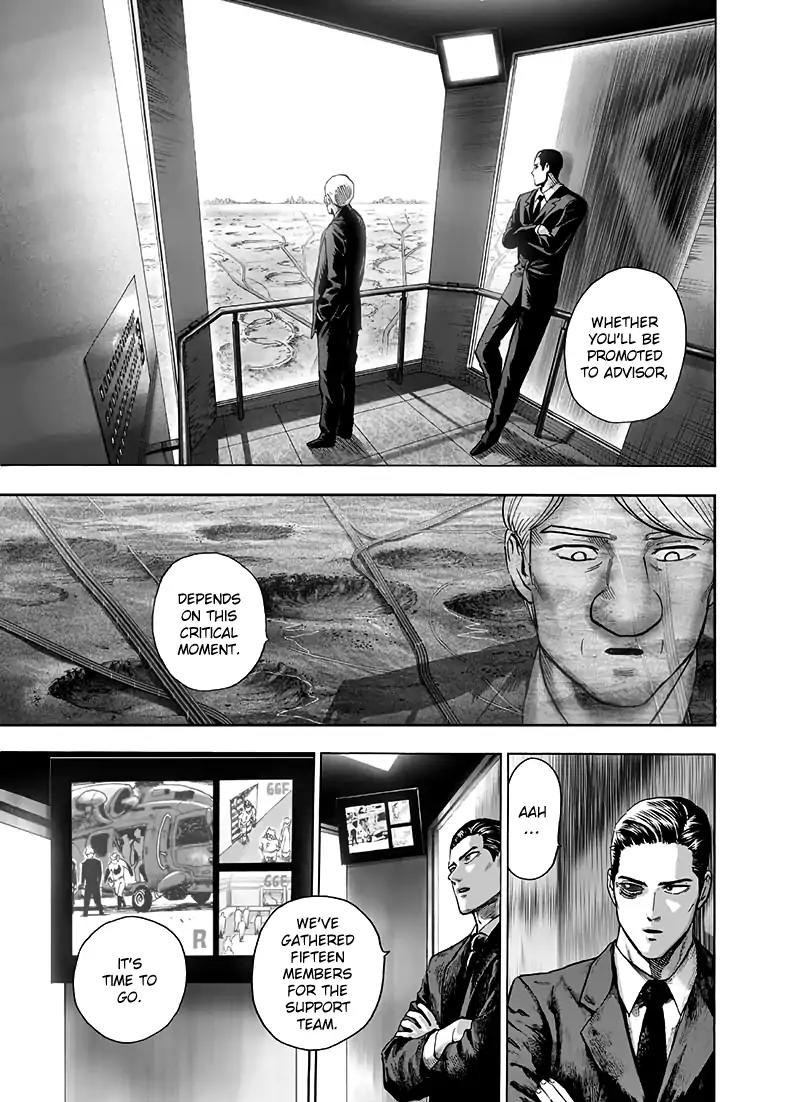 WHETHER
YOU'LL BE
PROMOTED
TO ADVISOR,
DEPENDS
ON THIS
CRITICAL
MOMENT.
AAH
...
WE'VE
GATHERED
FIFTEEN
MEMBERS
FOR THE
SUPPORT
TEAM.
66F
66F
R
IT'S
TIME TO
GO.